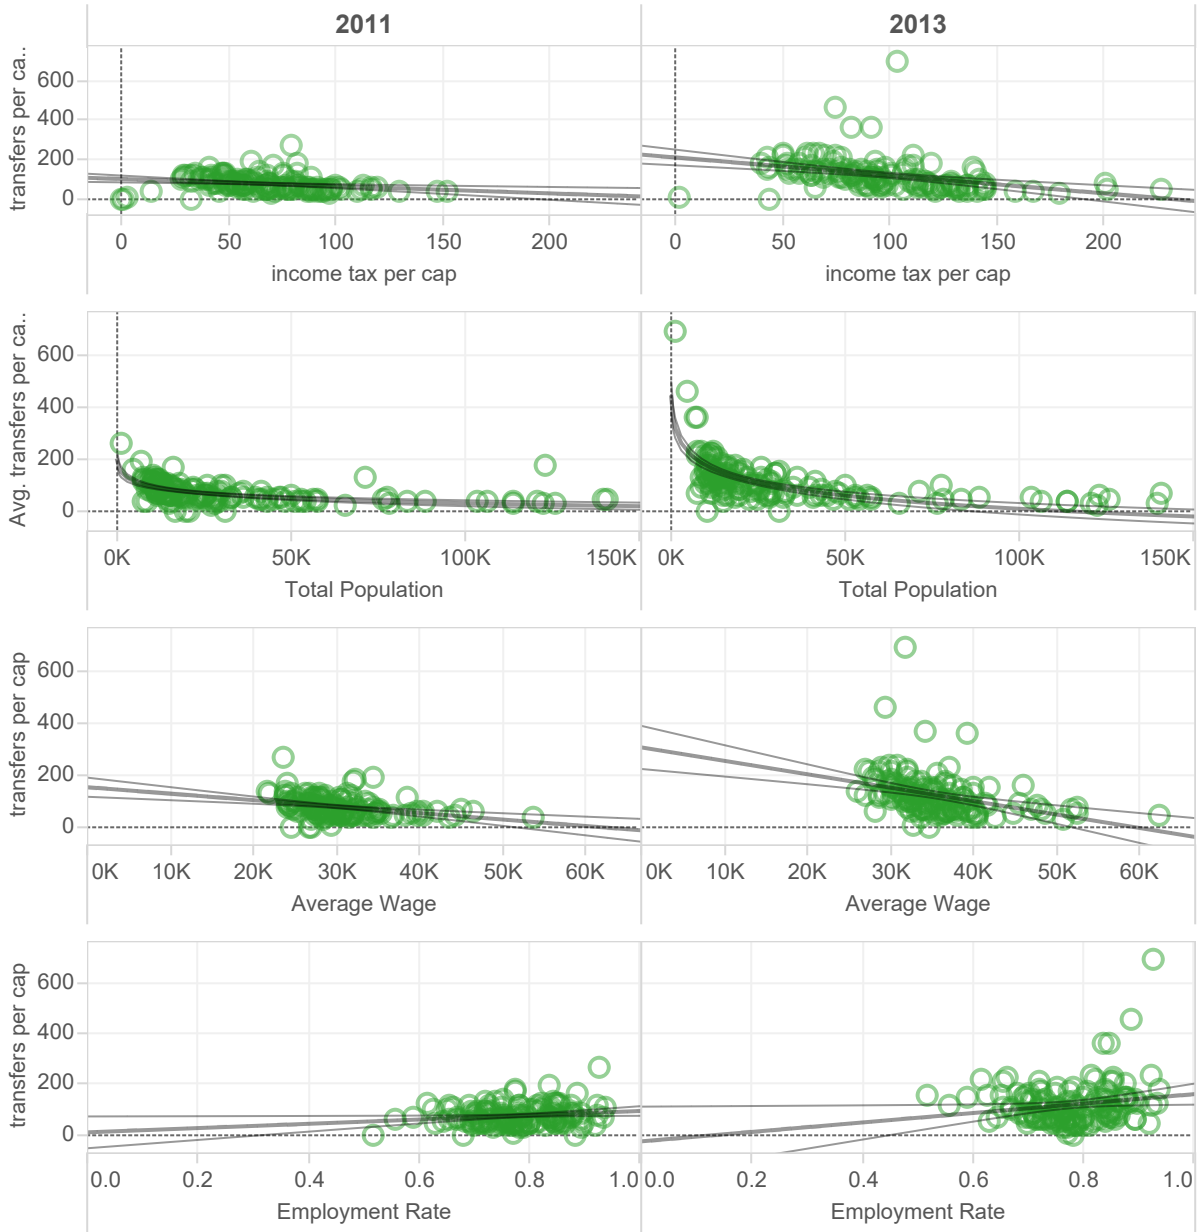 2011 2013
transfers per ca..
600
400
200
0
0 50 100 150 200 0 50 100 150 200
income tax per cap income tax per cap
Avg. transfers per ca..
600
400
200
0
0K 50K 100K 150K 0K 50K 100K 150K
Total Population Total Population
transfers per cap
600
400
200
0
0K 10K 20K 30K 40K 50K 60K 0K 10K 20K 30K 40K 50K 60K
Average Wage Average Wage
transfers per cap
600
400
200
0
0.0 0.2 0.4 0.6 0.8 1.0 0.0 0.2 0.4 0.6 0.8 1.0
Employment Rate Employment Rate